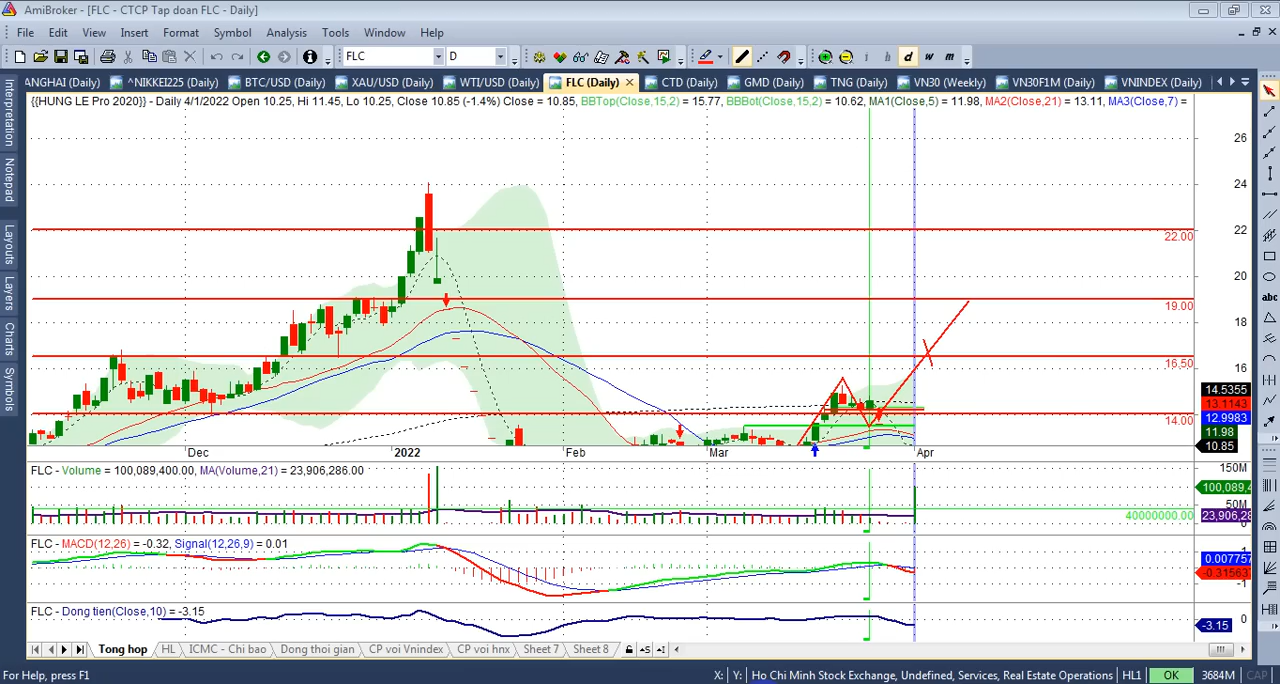 AmiBroker - [FLC - CTCP Tap doan FLC - Daily]
File Edit View Insert Format Symbol Analysis Tools Window Help
FLC D i h d w m
ANGHAI (Daily) ^NIKKEI225 (Daily) BTC/USD (Daily) XAU/USD (Daily) WTI/USD (Daily) FLC (Daily) CTD (Daily) GMD (Daily) TNG (Daily) VN30 (Weekly) VN30F1M (Daily) VNINDEX (Daily)
{{HUNG LE Pro 2020}} - Daily 4/1/2022 Open 10.25, Hi 11.45, Lo 10.25, Close 10.85 (-1.4%) Close = 10.85, BBTop(Close,15,2) = 15.77, BBBot(Close,15,2) = 10.62, MA1(Close,5) = 11.98, MA2(Close,21) = 13.11, MA3(Close,7) =
Interpretation
Notepad
Layouts
Layers
Charts
Symbols
abc
26
24
22
22.00
20
19.00
18
16.50
16
14.5355
13.1143
14.00
12.9983
11.98
10.85
Dec 2022 Feb Mar Apr
FLC - Volume = 100,089,400.00, MA(Volume,21) = 23,906,286.00
150M
100,089,4
50M
40000000.00
23,906,28
0
FLC - MACD(12,26) = -0.32, Signal(12,26,9) = 0.01
1
0.007757
-0.31563
-1
FLC - Dong tien(Close,10) = -3.15
0
-3.15
Tong hop HL ICMC - Chi bao Dong thoi gian CP voi Vnindex CP voi hnx Sheet 7 Sheet 8
For Help, press F1 X: Y: Ho Chi Minh Stock Exchange, Undefined, Services, Real Estate Operations HL1 OK 3684M CAP